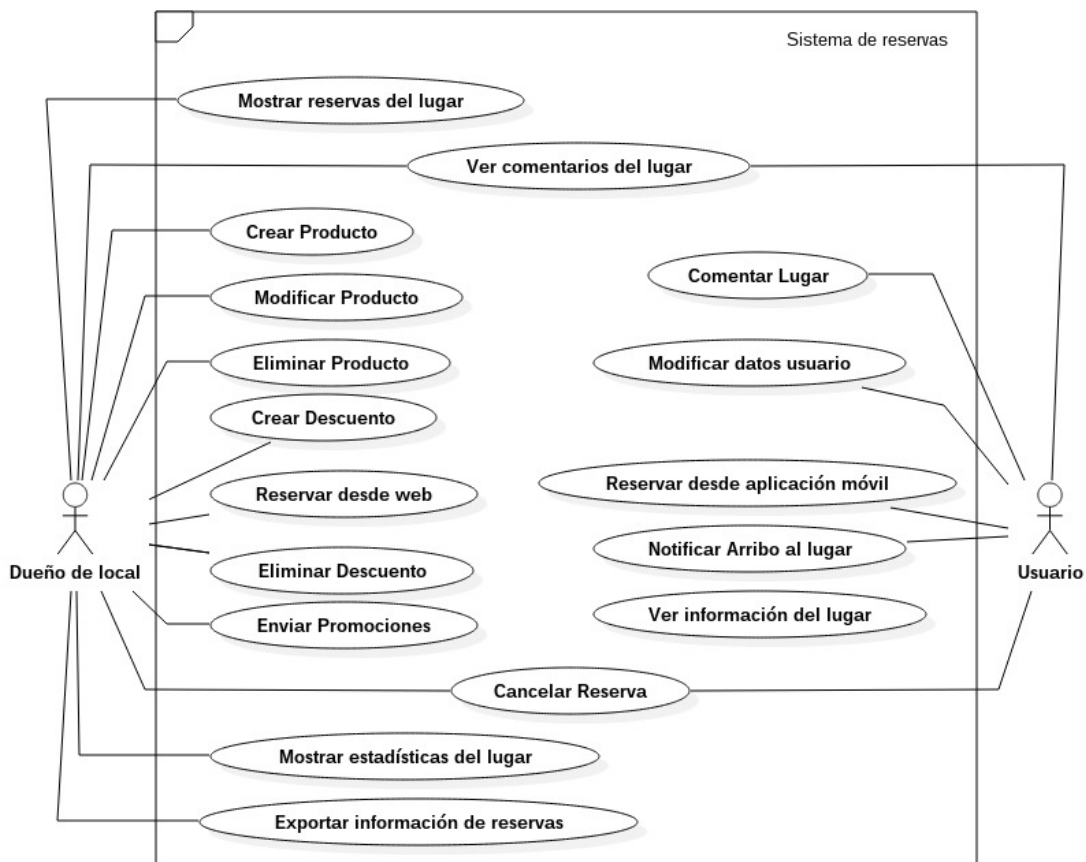 Sistema de reservas
Mostrar reservas del lugar
Ver comentarios del lugar
Crear Producto
Comentar Lugar
Modificar Producto
Eliminar Producto
Modificar datos usuario
Crear Descuento
Reservar desde web
Reservar desde aplicación móvil
Notificar Arribo al lugar
Dueño de local
Eliminar Descuento
Usuario
Enviar Promociones
Ver información del lugar
Cancelar Reserva
Mostrar estadísticas del lugar
Exportar información de reservas